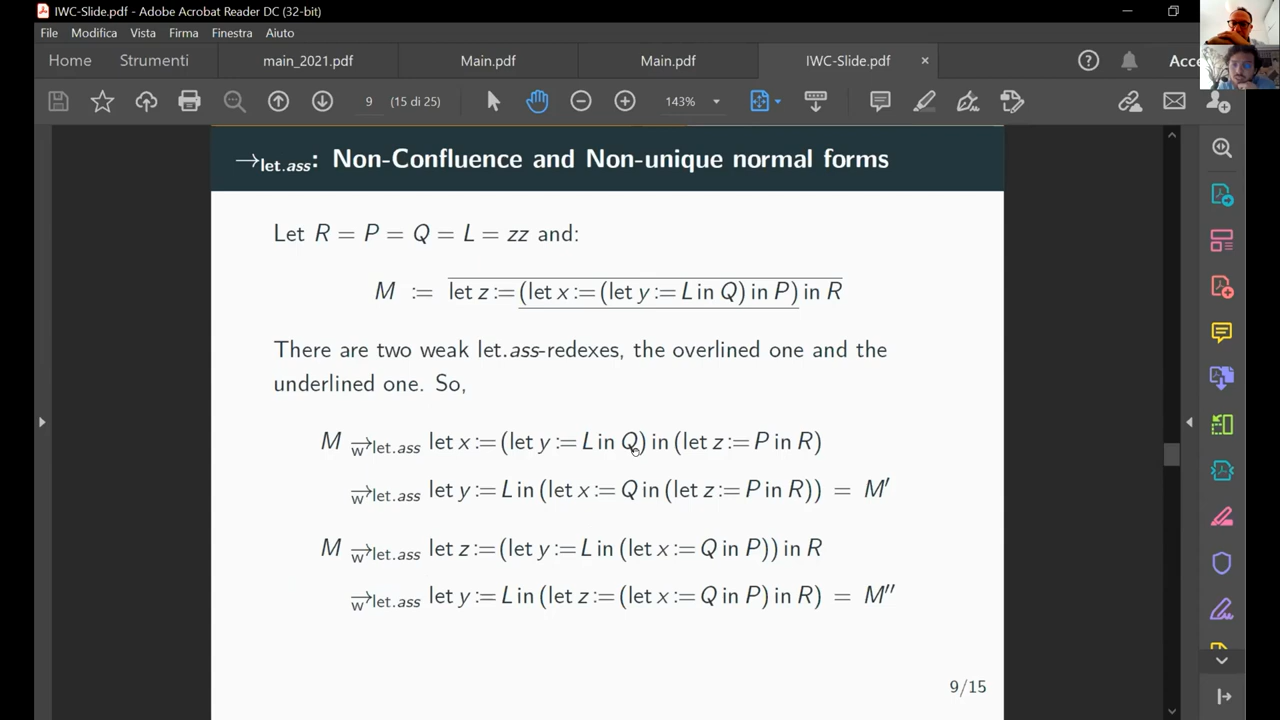 IWC-Slide.pdf - Adobe Acrobat Reader DC (32-bit)
File Modifica Vista Firma Finestra Aiuto
Home Strumenti main_2021.pdf Main.pdf Main.pdf IWC-Slide.pdf × ? Acce
9 (15 di 25) 143%
→let.ass: Non-Confluence and Non-unique normal forms
Let R = P = Q = L = zz and:
M := let z := (let x := (let y := L in Q) in P) in R
There are two weak let.ass-redexes, the overlined one and the
underlined one. So,
M →w let.ass let x := (let y := L in Q) in (let z := P in R)
→w let.ass let y := L in (let x := Q in (let z := P in R)) = M′
M →w let.ass let z := (let y := L in (let x := Q in P)) in R
→w let.ass let y := L in (let z := (let x := Q in P) in R) = M″
9/15